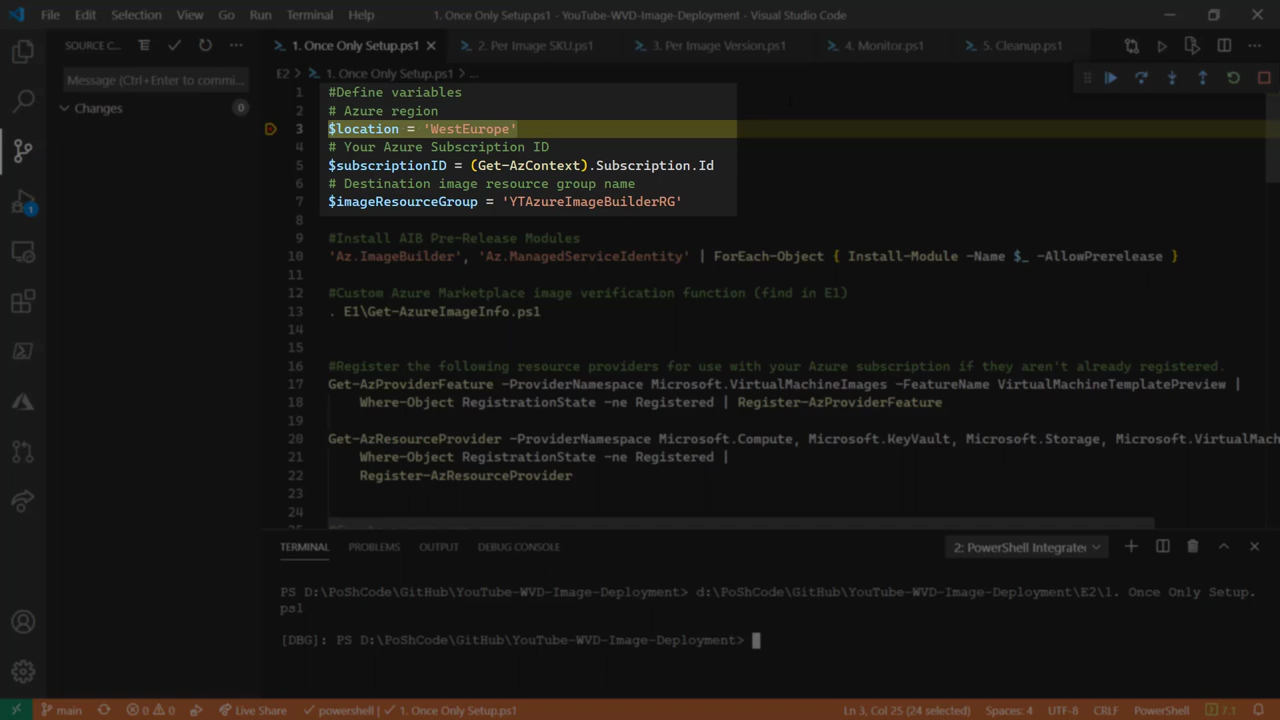 File Edit Selection View Go Run Terminal Help 1. Once Only Setup.ps1 - YouTube-WVD-Image-Deployment - Visual Studio Code
SOURCE C...
1. Once Only Setup.ps1 2. Per Image SKU.ps1 3. Per Image Version.ps1 4. Monitor.ps1 5. Cleanup.ps1
Message (Ctrl+Enter to commi...
E2 > 1. Once Only Setup.ps1 > ...
Changes 0
1 #Define variables
2 # Azure region
3 $location = 'WestEurope'
4 # Your Azure Subscription ID
5 $subscriptionID = (Get-AzContext).Subscription.Id
6 # Destination image resource group name
7 $imageResourceGroup = 'YTAzureImageBuilderRG'
8
9 #Install AIB Pre-Release Modules
10 'Az.ImageBuilder', 'Az.ManagedServiceIdentity' | ForEach-Object { Install-Module -Name $_ -AllowPrerelease }
11
12 #Custom Azure Marketplace image verification function (find in E1)
13 . E1\Get-AzureImageInfo.ps1
14
15
16 #Register the following resource providers for use with your Azure subscription if they aren't already registered.
17 Get-AzProviderFeature -ProviderNamespace Microsoft.VirtualMachineImages -FeatureName VirtualMachineTemplatePreview |
18 Where-Object RegistrationState -ne Registered | Register-AzProviderFeature
19
20 Get-AzResourceProvider -ProviderNamespace Microsoft.Compute, Microsoft.KeyVault, Microsoft.Storage, Microsoft.VirtualMach
21 Where-Object RegistrationState -ne Registered |
22 Register-AzResourceProvider
23
24
25
1
TERMINAL PROBLEMS OUTPUT DEBUG CONSOLE 2: PowerShell Integrate
PS D:\PoShCode\GitHub\YouTube-WVD-Image-Deployment> d:\PoShCode\GitHub\YouTube-WVD-Image-Deployment\E2\1. Once Only Setup.
ps1
[DBG]: PS D:\PoShCode\GitHub\YouTube-WVD-Image-Deployment>
main 0 0 Live Share powershell | 1. Once Only Setup.ps1 Ln 3, Col 25 (24 selected) Spaces: 4 UTF-8 CRLF PowerShell 7.1